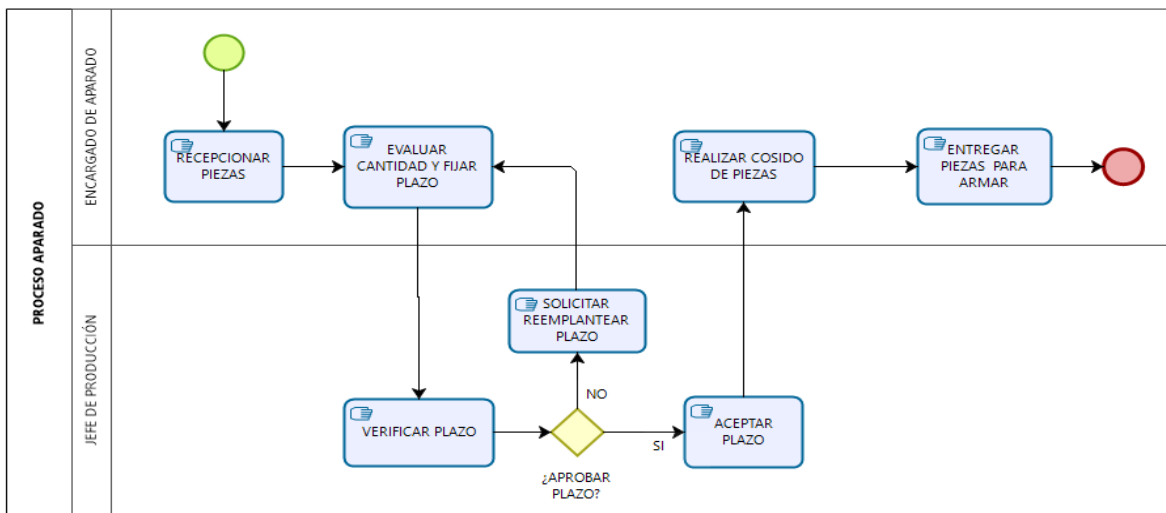 PROCESO APARADO
ENCARGADO DE APARADO
RECEPCIONAR
PIEZAS
EVALUAR
CANTIDAD Y FIJAR
PLAZO
REALIZAR COSIDO
DE PIEZAS
ENTREGAR
PIEZAS PARA
ARMAR
JEFE DE PRODUCCIÓN
SOLICITAR
REEMPLANTEAR
PLAZO
NO
VERIFICAR PLAZO
SI
ACEPTAR
PLAZO
¿APROBAR
PLAZO?